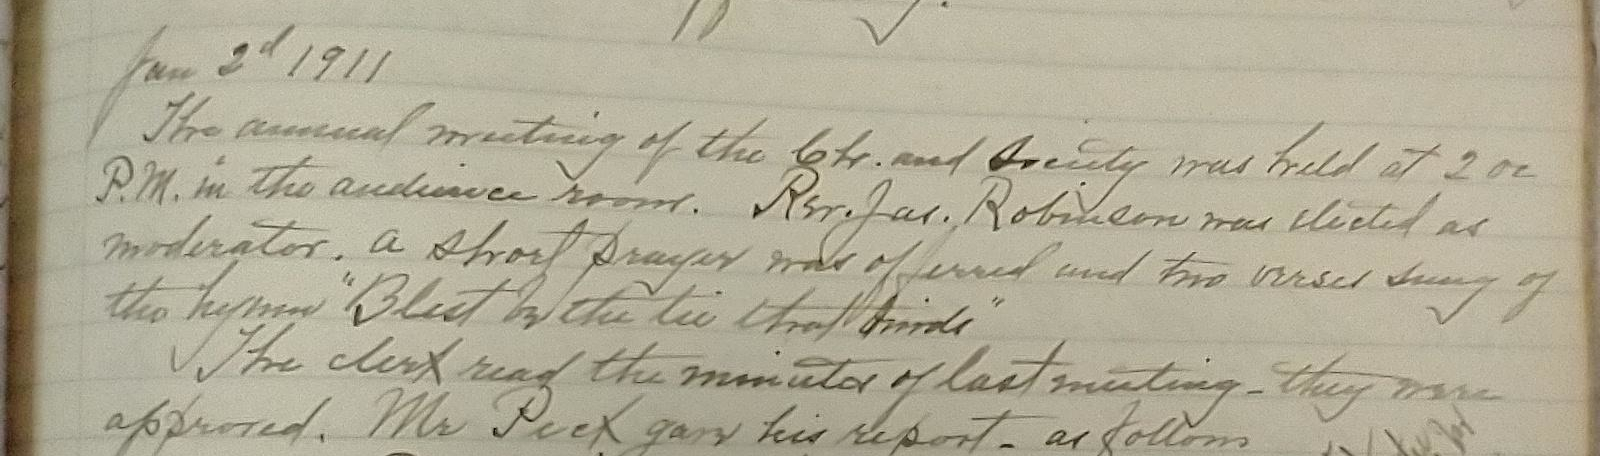 Jan 2d 1911
The annual meeting of the Ch. and Society was held at 2 oc
P.M. in the audience room. Rev. Jas. Robinson was elected as
moderator. A short prayer was offered and two verses sung of
the hymn "Blest be the tie that binds"
The clerk read the minutes of last meeting - they were
approved. Mr Peck gave his report - as follows